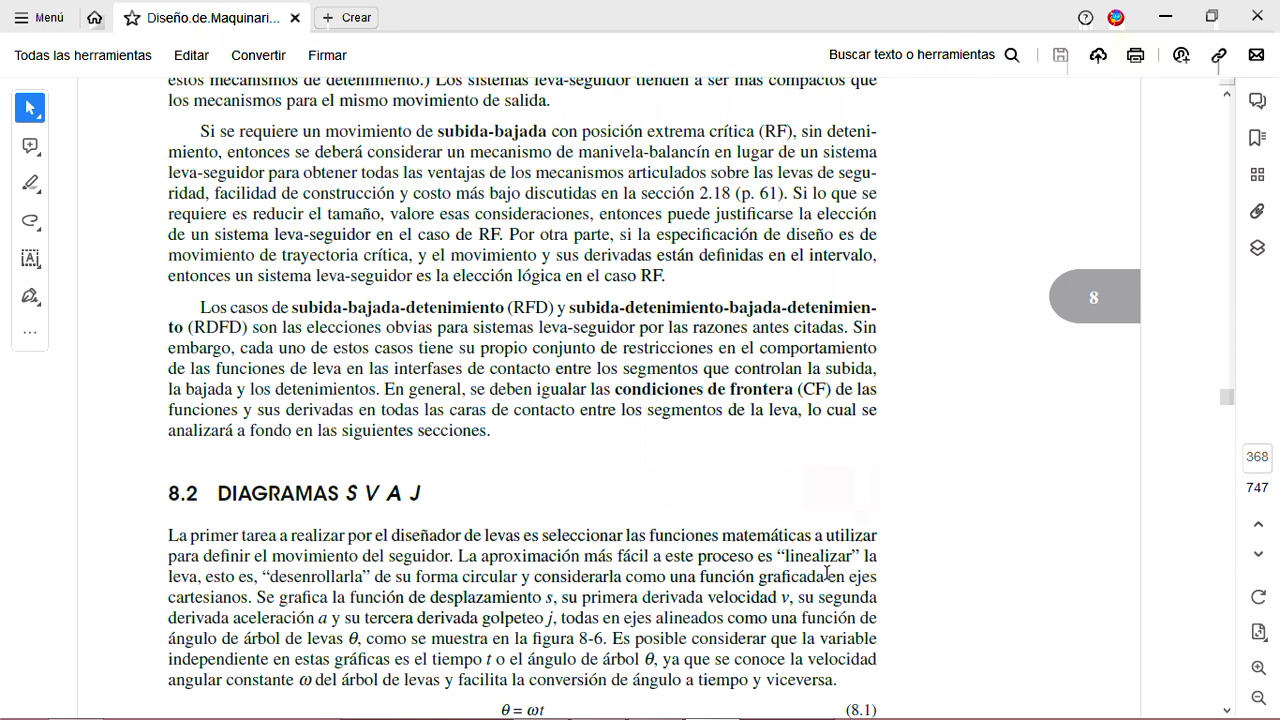 Menú
Diseño.de.Maquinari...
Crear
Todas las herramientas
Editar
Convertir
Firmar
Buscar texto o herramientas
estos mecanismos de detenimiento.) Los sistemas leva-seguidor tienden a ser más compactos que
los mecanismos para el mismo movimiento de salida.
Si se requiere un movimiento de subida-bajada con posición extrema crítica (RF), sin deteni-
miento, entonces se deberá considerar un mecanismo de manivela-balancín en lugar de un sistema
leva-seguidor para obtener todas las ventajas de los mecanismos articulados sobre las levas de segu-
ridad, facilidad de construcción y costo más bajo discutidas en la sección 2.18 (p. 61). Si lo que se
requiere es reducir el tamaño, valore esas consideraciones, entonces puede justificarse la elección
de un sistema leva-seguidor en el caso de RF. Por otra parte, si la especificación de diseño es de
movimiento de trayectoria crítica, y el movimiento y sus derivadas están definidas en el intervalo,
entonces un sistema leva-seguidor es la elección lógica en el caso RF.
Los casos de subida-bajada-detenimiento (RFD) y subida-detenimiento-bajada-detenimien-
to (RDFD) son las elecciones obvias para sistemas leva-seguidor por las razones antes citadas. Sin
embargo, cada uno de estos casos tiene su propio conjunto de restricciones en el comportamiento
de las funciones de leva en las interfases de contacto entre los segmentos que controlan la subida,
la bajada y los detenimientos. En general, se deben igualar las condiciones de frontera (CF) de las
funciones y sus derivadas en todas las caras de contacto entre los segmentos de la leva, lo cual se
analizará a fondo en las siguientes secciones.
8
8.2 DIAGRAMAS S V A J
La primer tarea a realizar por el diseñador de levas es seleccionar las funciones matemáticas a utilizar
para definir el movimiento del seguidor. La aproximación más fácil a este proceso es “linealizar” la
leva, esto es, “desenrollarla” de su forma circular y considerarla como una función graficada en ejes
cartesianos. Se grafica la función de desplazamiento s, su primera derivada velocidad v, su segunda
derivada aceleración a y su tercera derivada golpeteo j, todas en ejes alineados como una función de
ángulo de árbol de levas θ, como se muestra en la figura 8-6. Es posible considerar que la variable
independiente en estas gráficas es el tiempo t o el ángulo de árbol θ, ya que se conoce la velocidad
angular constante ω del árbol de levas y facilita la conversión de ángulo a tiempo y viceversa.
θ = ωt (8.1)
368
747